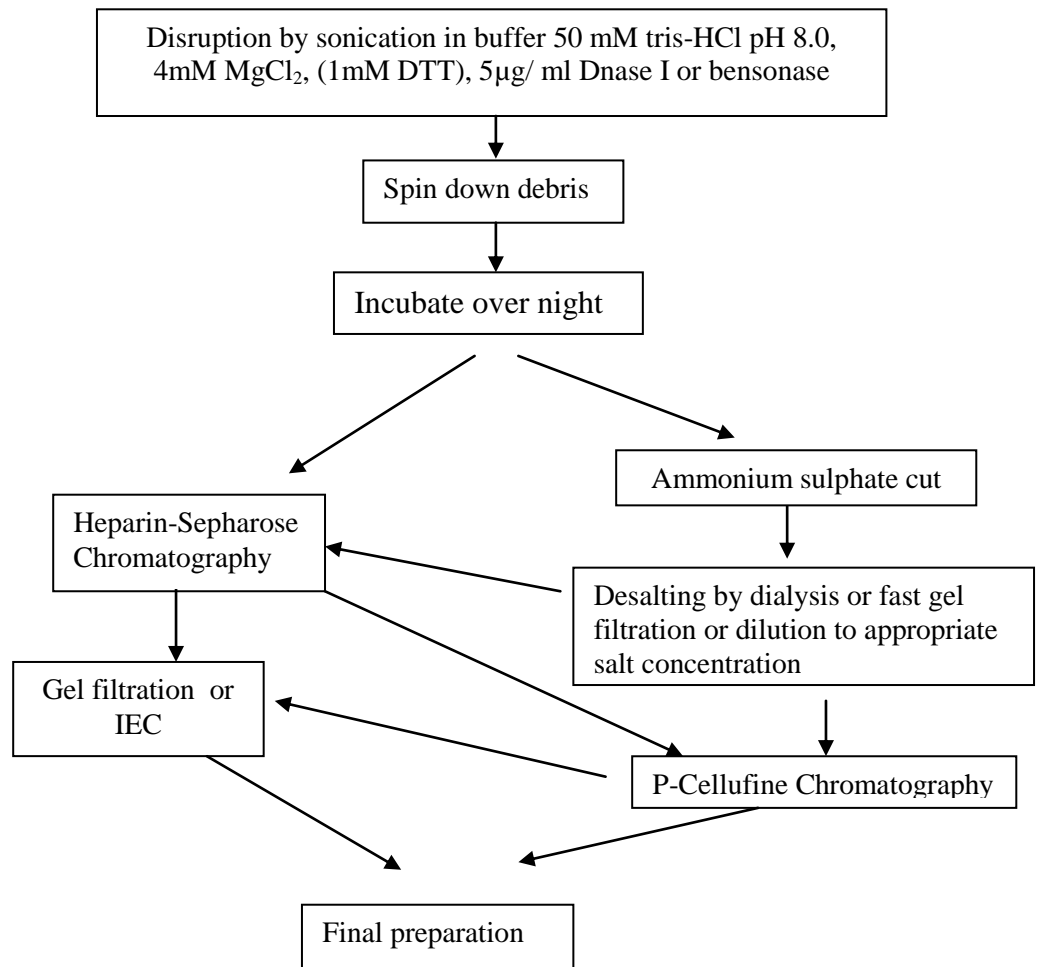 Disruption by sonication in buffer 50 mM tris-HCl pH 8.0,
4mM MgCl₂, (1mM DTT), 5µg/ ml Dnase I or bensonase
Spin down debris
Incubate over night
Ammonium sulphate cut
Heparin-Sepharose
Chromatography
Desalting by dialysis or fast gel
filtration or dilution to appropriate
salt concentration
Gel filtration or
IEC
P-Cellufine Chromatography
Final preparation